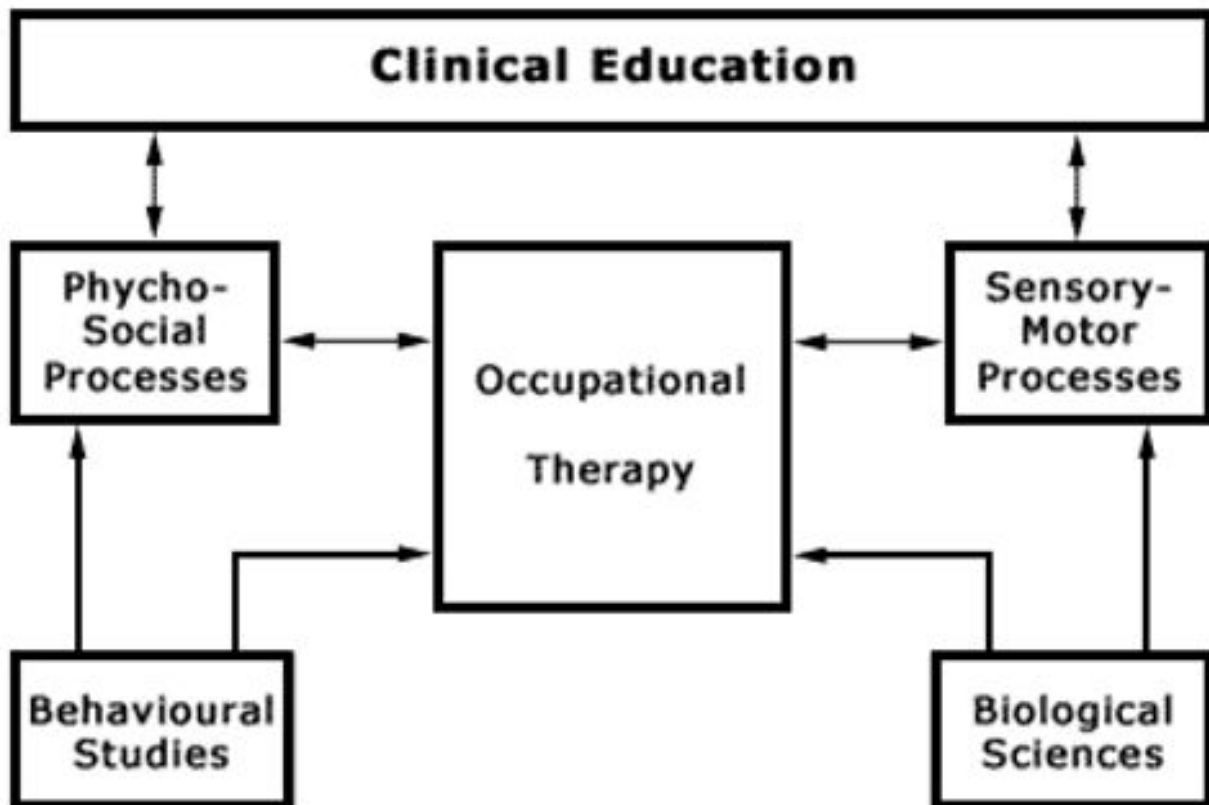 Clinical Education
Phycho-
Social
Processes
Occupational
Therapy
Sensory-
Motor
Processes
Behavioural
Studies
Biological
Sciences